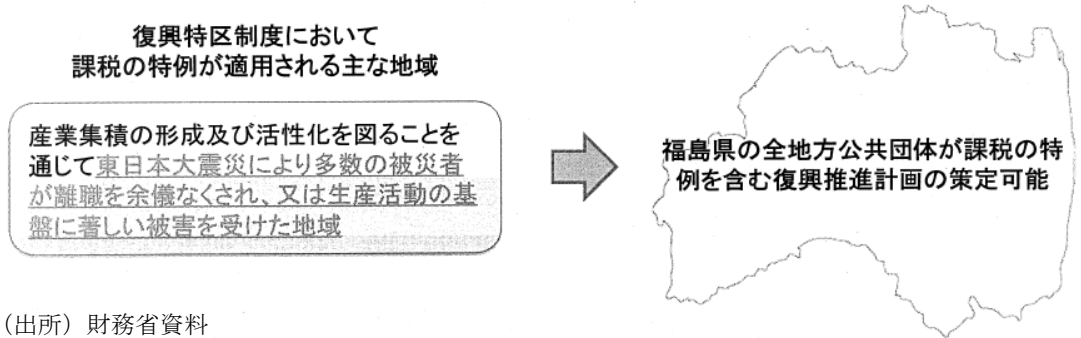 復興特区制度において
課税の特例が適用される主な地域
産業集積の形成及び活性化を図ることを
通じて東日本大震災により多数の被災者
が離職を余儀なくされ、又は生産活動の基
盤に著しい被害を受けた地域
福島県の全地方公共団体が課税の特
例を含む復興推進計画の策定可能
（出所）財務省資料